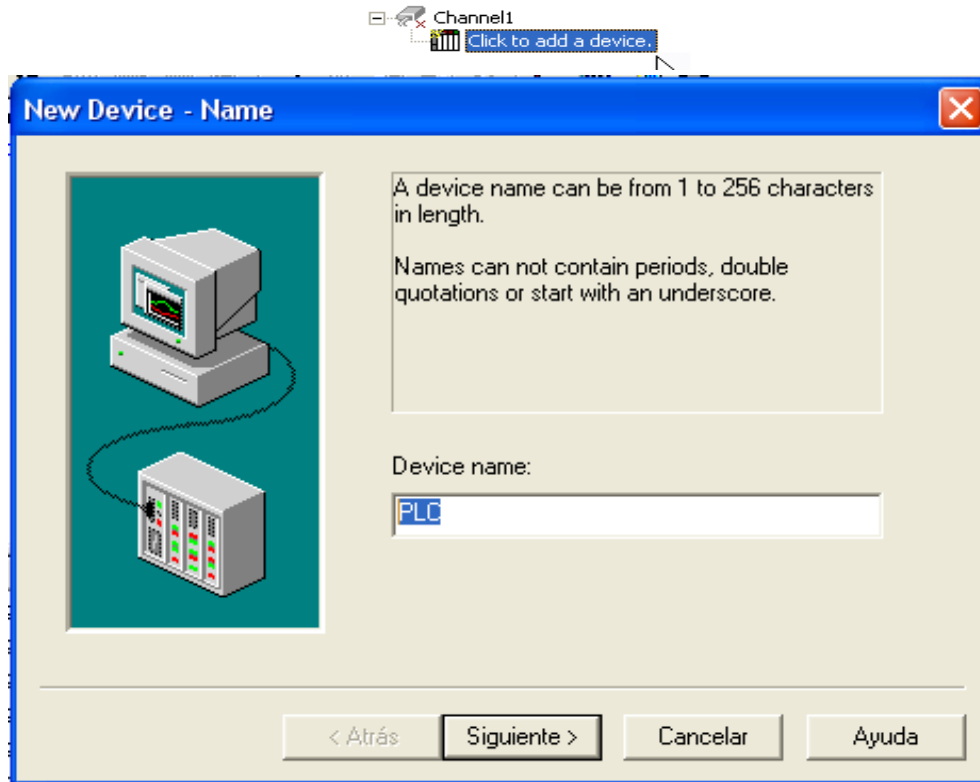 Channel1
Click to add a device.
New Device - Name
A device name can be from 1 to 256 characters
in length.
Names can not contain periods, double
quotations or start with an underscore.
Device name:
PLC
< Atrás
Siguiente >
Cancelar
Ayuda